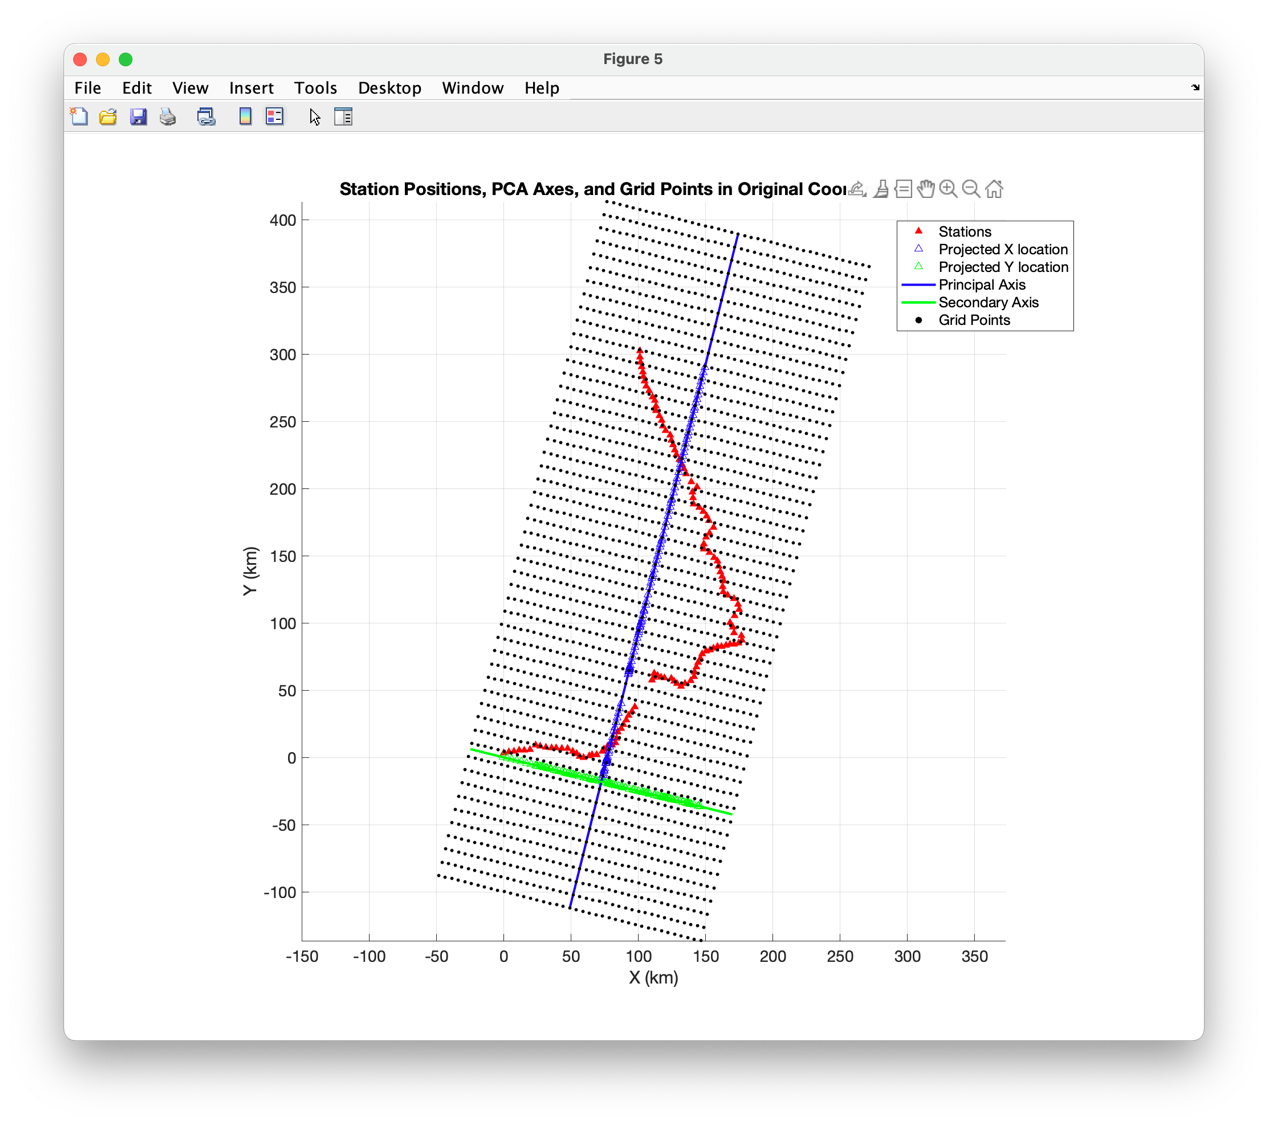 Figure 5
File Edit View Insert Tools Desktop Window Help
Station Positions, PCA Axes, and Grid Points in Original
Stations
Projected X location
Projected Y location
Principal Axis
Secondary Axis
Grid Points
400
350
300
250
200
150
100
50
0
-50
-100
Y (km)
-150 -100 -50 0 50 100 150 200 250 300 350
X (km)